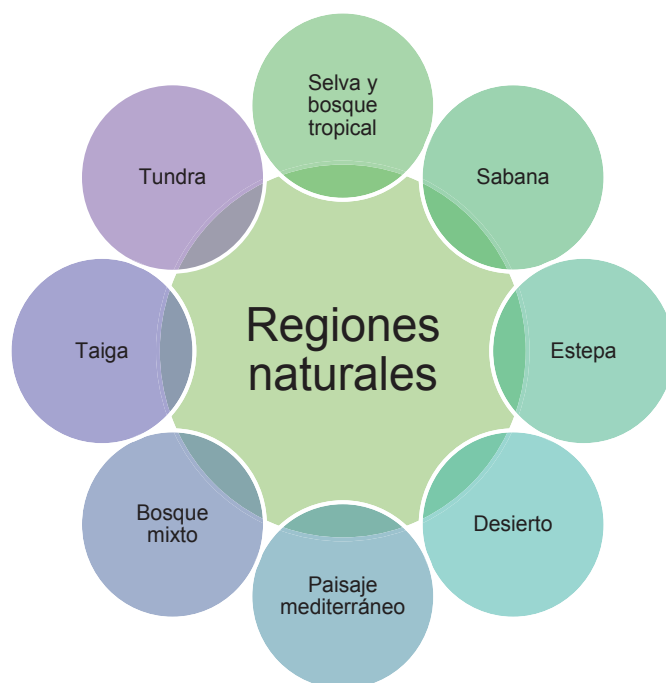 Selva y
bosque
tropical
Sabana
Estepa
Desierto
Paisaje
mediterráneo
Bosque
mixto
Taiga
Tundra
Regiones
naturales